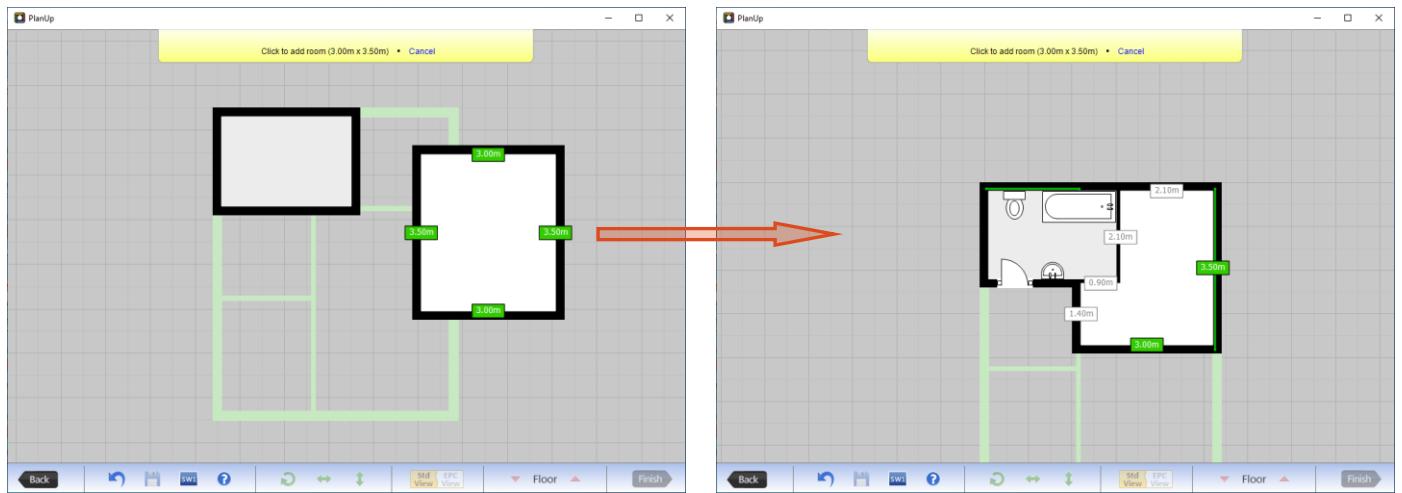 PlanUp
Click to add room (3.00m x 3.50m) • Cancel
3.00m
3.50m
3.50m
3.00m
Back
SW1
?
Std View
EPC View
Floor
Finish
PlanUp
Click to add room (3.00m x 3.50m) • Cancel
2.10m
2.10m
3.50m
0.90m
1.40m
3.00m
Back
SW1
?
Std View
EPC View
Floor
Finish